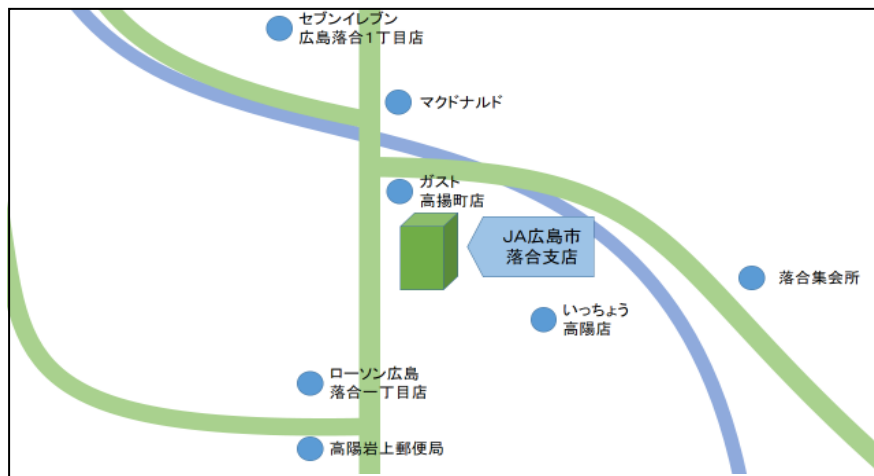 セブンイレブン
広島落合1丁目店
マクドナルド
ガスト
高揚町店
JA広島市
落合支店
落合集会所
いっちょう
高陽店
ローソン広島
落合一丁目店
高陽岩上郵便局